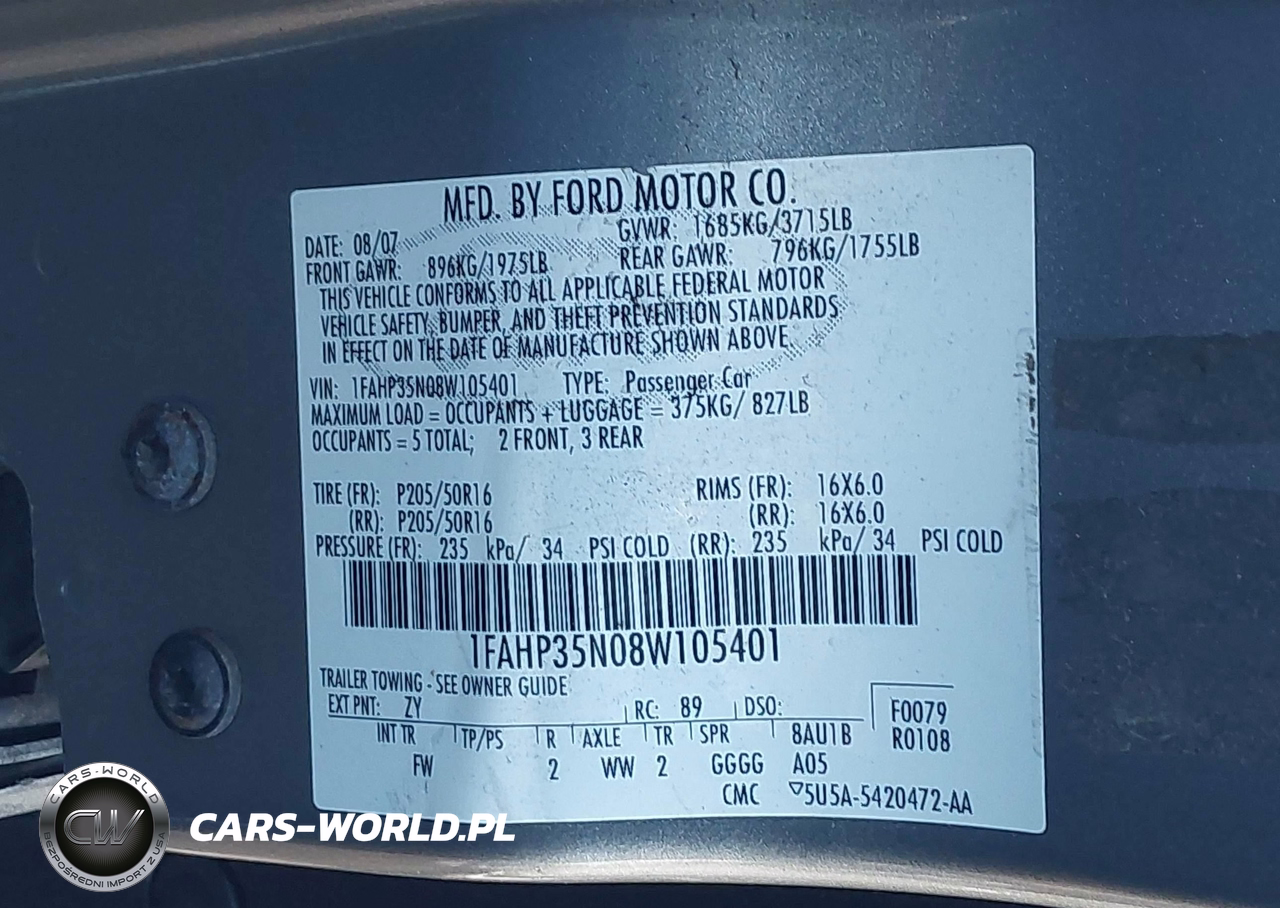 MFD. BY FORD MOTOR CO.
DATE: 08/07 GVWR: 1685KG/3715LB
FRONT GAWR: 896KG/1975LB REAR GAWR: 796KG/1755LB
THIS VEHICLE CONFORMS TO ALL APPLICABLE FEDERAL MOTOR
VEHICLE SAFETY, BUMPER, AND THEFT PREVENTION STANDARDS
IN EFFECT ON THE DATE OF MANUFACTURE SHOWN ABOVE.
VIN: 1FAHP35N08W105401 TYPE: Passenger Car
MAXIMUM LOAD = OCCUPANTS + LUGGAGE = 375KG/ 827LB
OCCUPANTS = 5 TOTAL; 2 FRONT, 3 REAR
TIRE (FR): P205/50R16 RIMS (FR): 16X6.0
(RR): P205/50R16 (RR): 16X6.0
PRESSURE (FR): 235 kPa/ 34 PSI COLD (RR): 235 kPa/ 34 PSI COLD
1FAHP35N08W105401
TRAILER TOWING - SEE OWNER GUIDE
EXT PNT: ZY RC: 89 DSO: F0079
INT TR TP/PS R AXLE TR SPR 8AU1B R0108
FW 2 WW 2 GGGG A05
CMC ▽5U5A-5420472-AA
CARS-WORLD
CW
BEZPOŚREDNI IMPORT Z USA
CARS-WORLD.PL